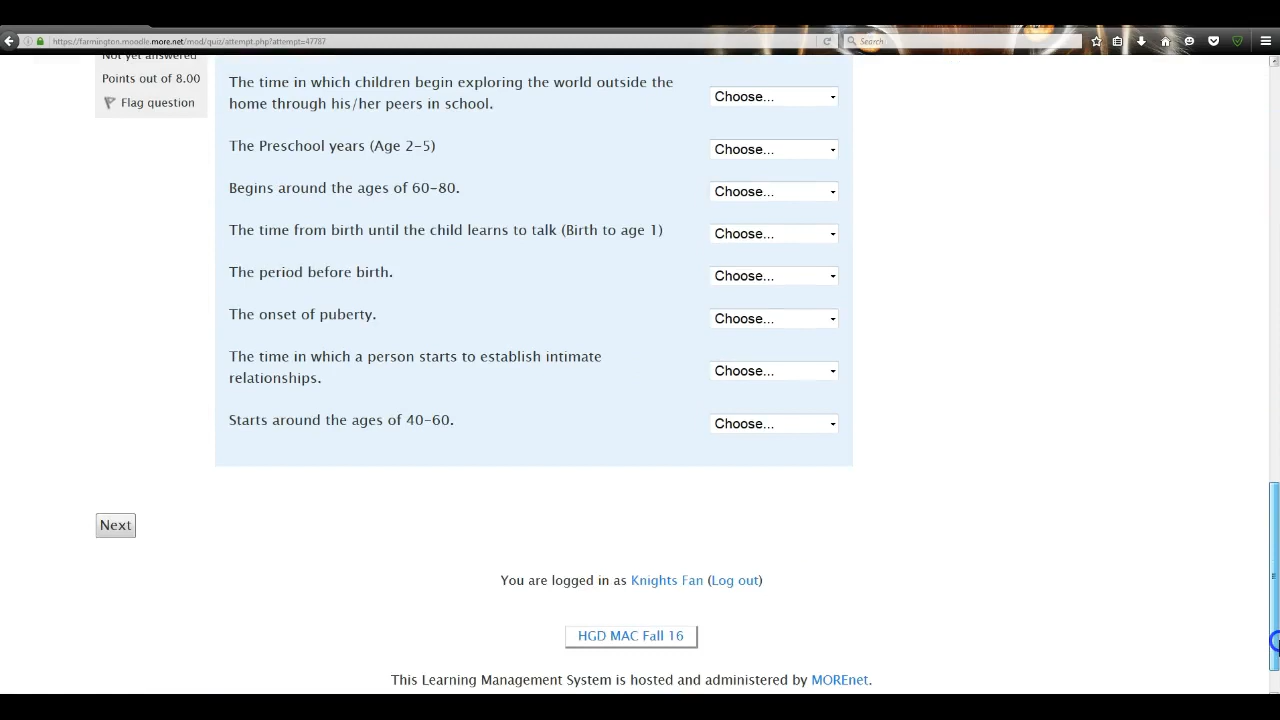 https://farmington.moodle.more.net/mod/quiz/attempt.php?attempt=47787
Search
Not yet answered
Points out of 8.00
Flag question
The time in which children begin exploring the world outside the
home through his/her peers in school.
Choose...
The Preschool years (Age 2-5)
Choose...
Begins around the ages of 60-80.
Choose...
The time from birth until the child learns to talk (Birth to age 1)
Choose...
The period before birth.
Choose...
The onset of puberty.
Choose...
The time in which a person starts to establish intimate
relationships.
Choose...
Starts around the ages of 40-60.
Choose...
Next
You are logged in as Knights Fan (Log out)
HGD MAC Fall 16
This Learning Management System is hosted and administered by MOREnet.